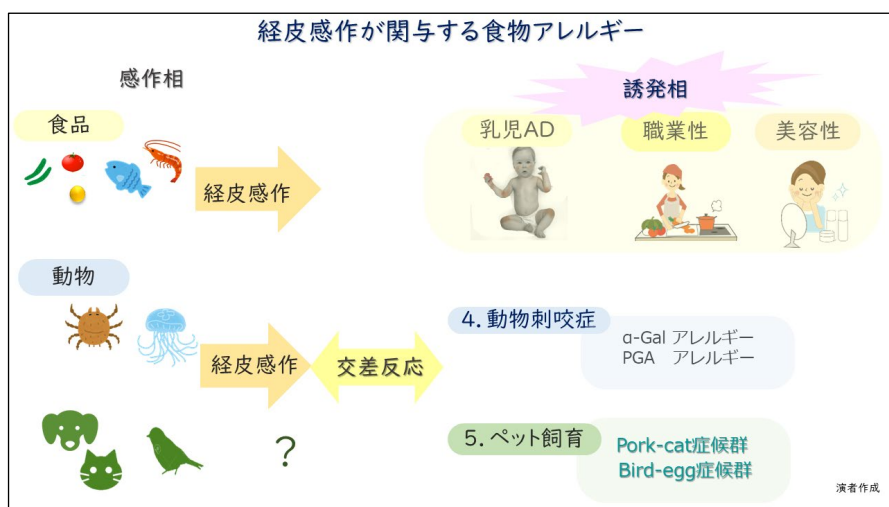 経皮感作が関与する食物アレルギー
感作相
誘発相
食品
乳児AD
職業性
美容性
経皮感作
動物
4.動物刺咬症
α-Gal アレルギー
PGA アレルギー
経皮感作
交差反応
?
5.ペット飼育
Pork-cat症候群
Bird-egg症候群
演者作成